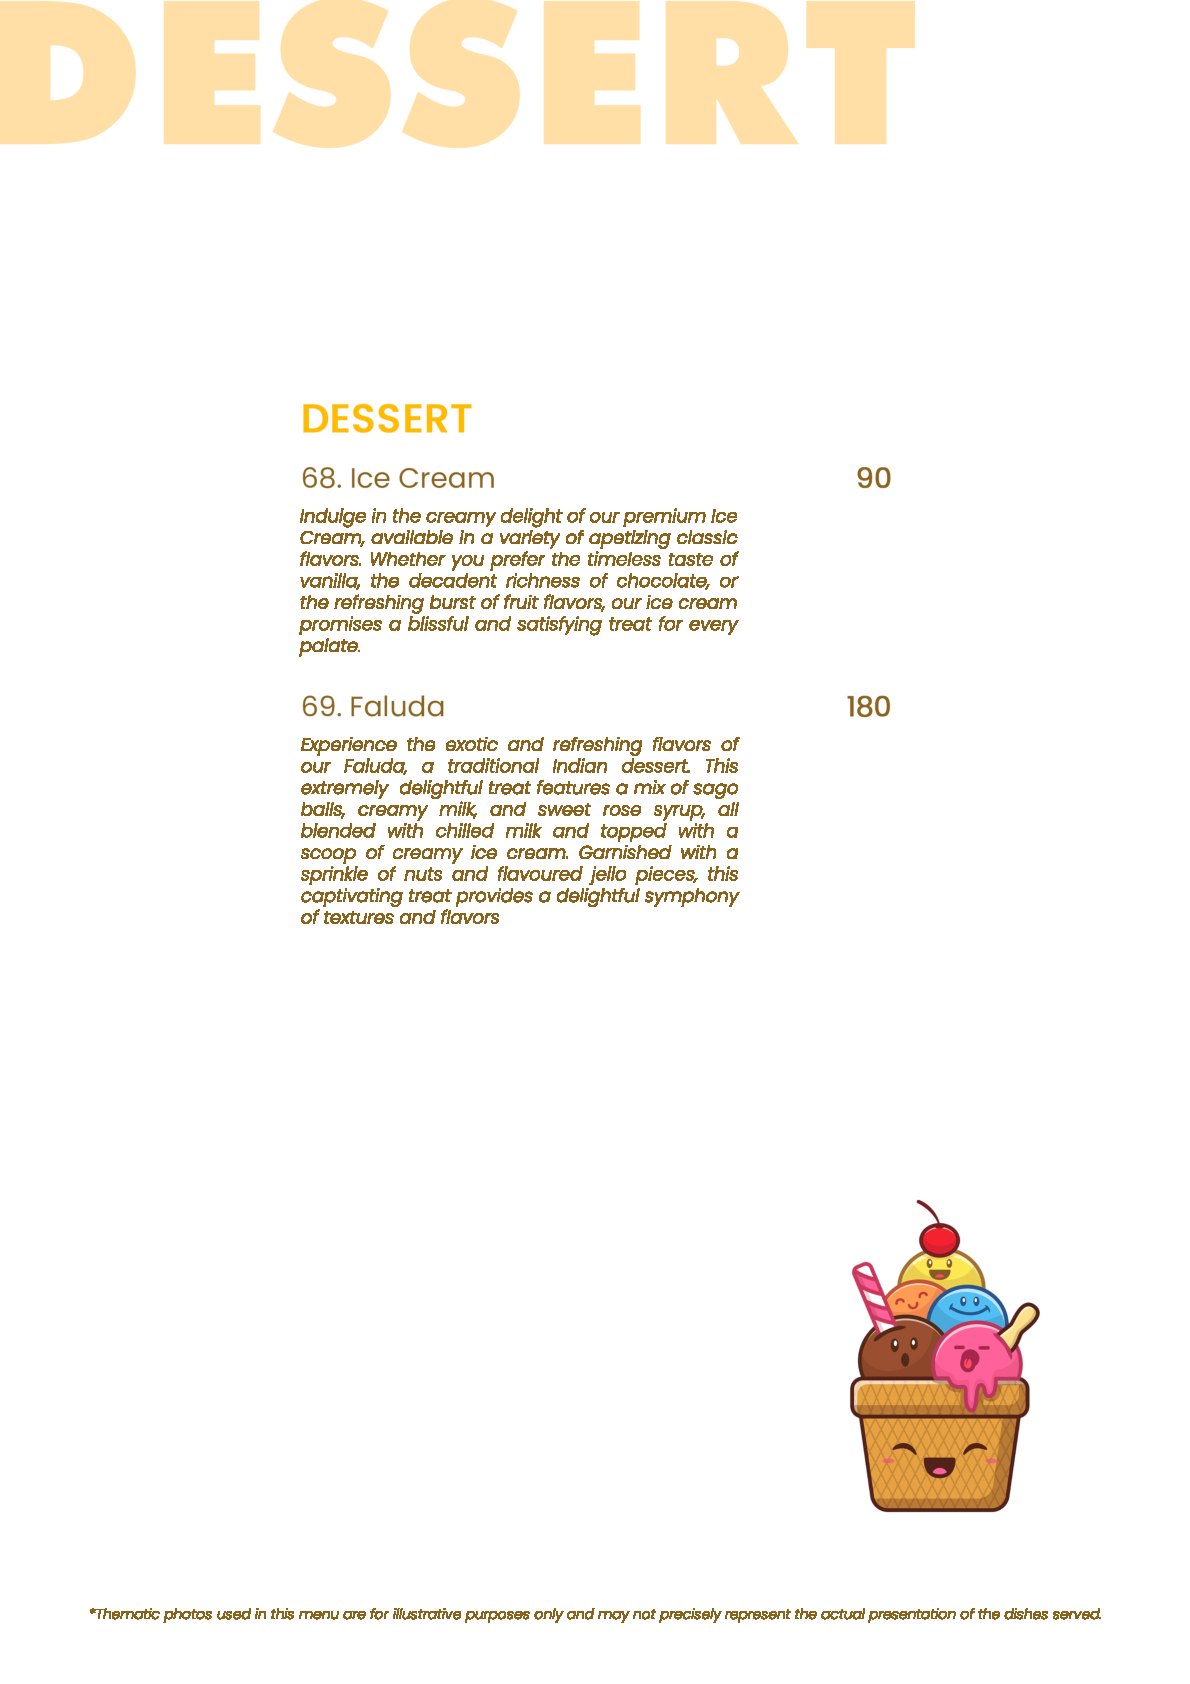 DESSERT
DESSERT
68. Ice Cream 90
Indulge in the creamy delight of our premium Ice
Cream, available in a variety of apetizing classic
flavors. Whether you prefer the timeless taste of
vanilla, the decadent richness of chocolate, or
the refreshing burst of fruit flavors, our ice cream
promises a blissful and satisfying treat for every
palate.
69. Faluda 180
Experience the exotic and refreshing flavors of
our Faluda, a traditional Indian dessert. This
extremely delightful treat features a mix of sago
balls, creamy milk, and sweet rose syrup, all
blended with chilled milk and topped with a
scoop of creamy ice cream. Garnished with a
sprinkle of nuts and flavoured jello pieces, this
captivating treat provides a delightful symphony
of textures and flavors
*Thematic photos used in this menu are for illustrative purposes only and may not precisely represent the actual presentation of the dishes served.